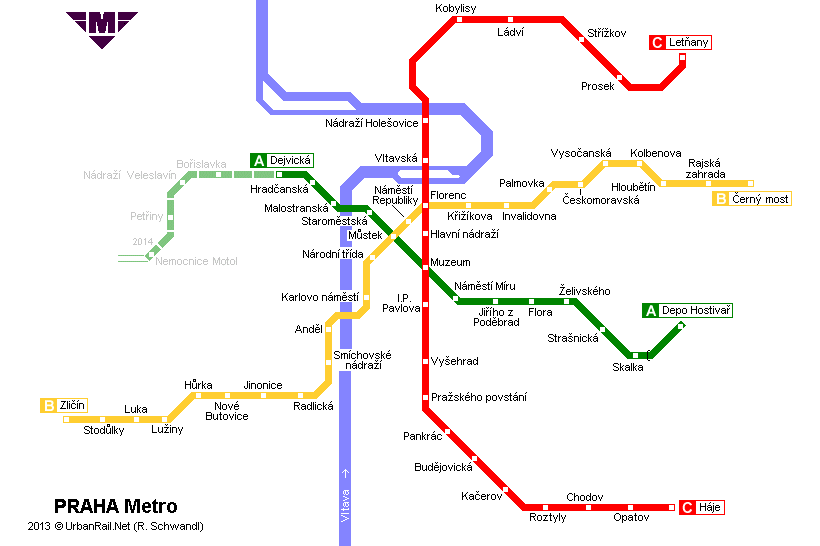 M
Kobylisy
Ládví
Střížkov
C Letňany
Prosek
Nádraží Holešovice
Vltavská
Vysočanská
Kolbenova
Rajská
zahrada
Bořislavka
A Dejvická
Nádraží Veleslavín
Hradčanská
Náměstí
Republiky
Florenc
Palmovka
Hloubětín
Českomoravská
B Černý most
Malostranská
Staroměstská
Křižíkova
Invalidovna
Petřiny
Můstek
Hlavní nádraží
2014
Nemocnice Motol
Národní třída
Muzeum
Náměstí Míru
Želivského
Karlovo náměstí
I.P.
Pavlova
Jiřího z
Poděbrad
Flora
A Depo Hostivař
Anděl
Strašnická
Smíchovské
nádraží
Vyšehrad
Skalka
Hůrka
Jinonice
Radlická
Pražského povstání
B Zličín
Luka
Nové
Butovice
Stodůlky
Lužiny
Pankrác
Budějovická
Kačerov
Vltava →
Chodov
C Háje
Roztyly
Opatov
PRAHA Metro
2013 © UrbanRail.Net (R. Schwandl)